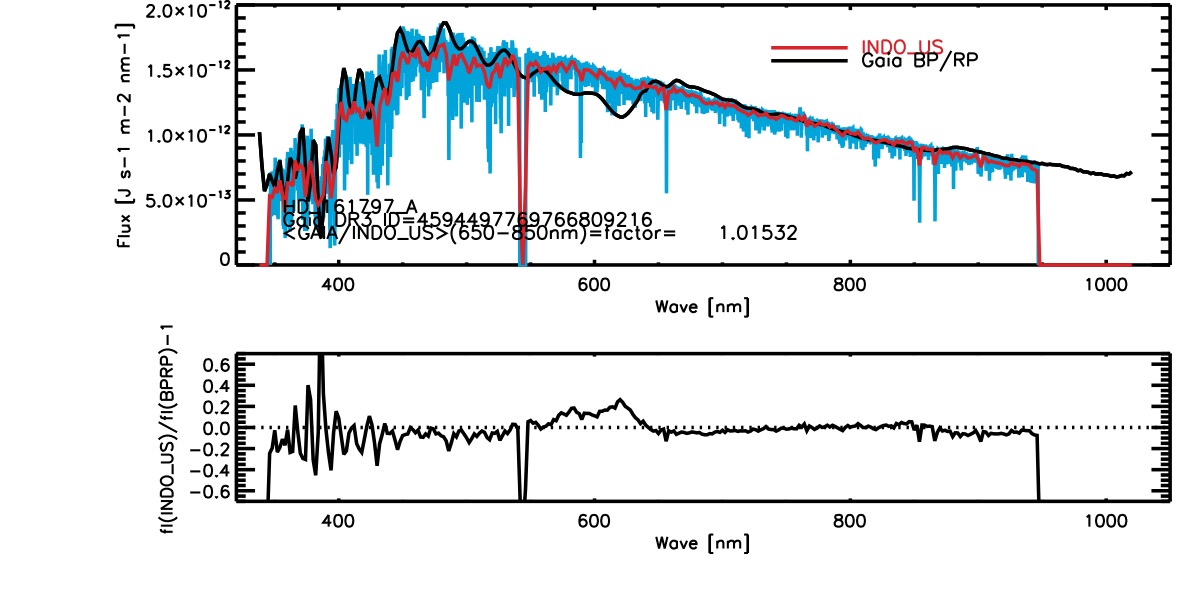 2.0×10−12
1.5×10−12
1.0×10−12
5.0×10−13
0
Flux [J s−1 m−2 nm−1]
INDO_US
Gaia BP/RP
HD_161797_A
Gaia DR3 ID=4594497769766809216
<GAIA/INDO_US>(650−850nm)=factor= 1.01532
400 600 800 1000
Wave [nm]
fl(INDO_US)/fl(BPRP)−1
0.6
0.4
0.2
0.0
−0.2
−0.4
−0.6
400 600 800 1000
Wave [nm]